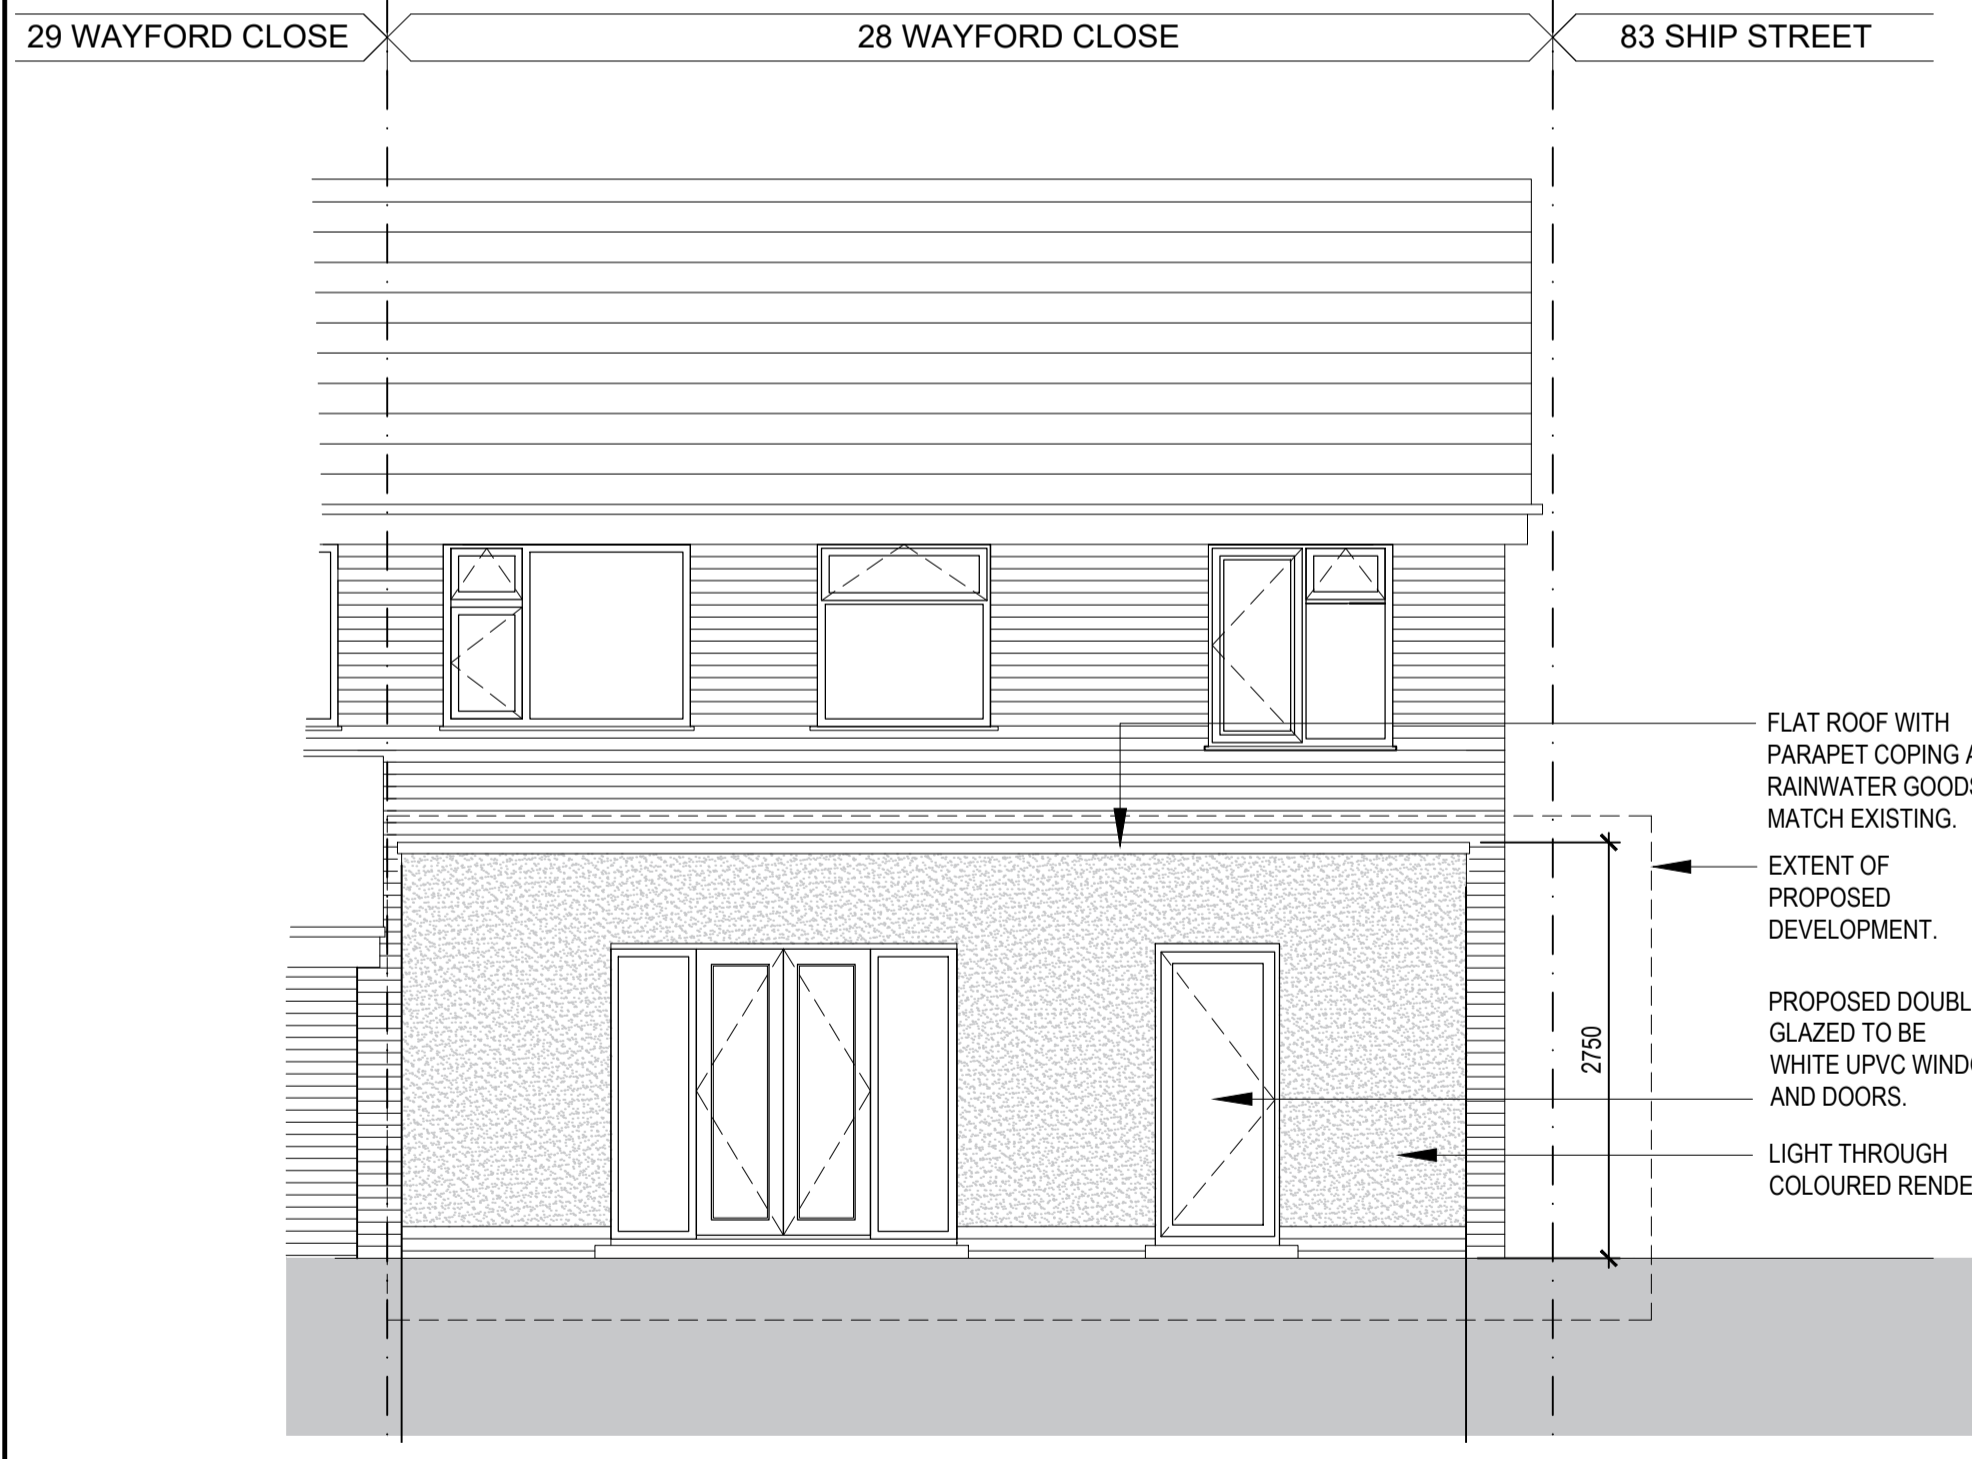 29 WAYFORD CLOSE
28 WAYFORD CLOSE
83 SHIP STREET
FLAT ROOF WITH
PARAPET COPING
RAINWATER GOODS
MATCH EXISTING.
EXTENT OF
PROPOSED
DEVELOPMENT.
2750
PROPOSED DOUBL
GLAZED TO BE
WHITE UPVC WIND
AND DOORS.
LIGHT THROUGH
COLOURED RENDE